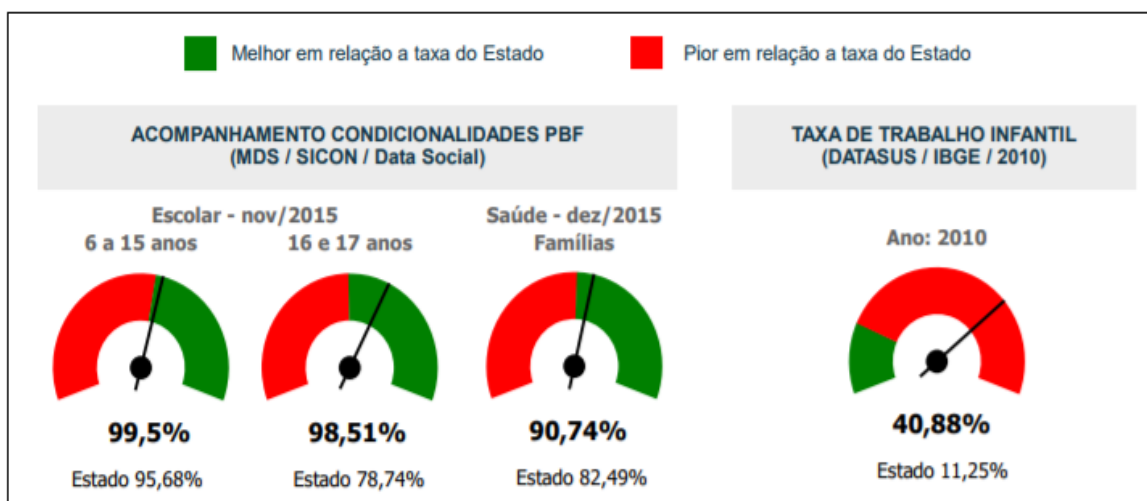 Melhor em relação a taxa do Estado
Pior em relação a taxa do Estado
ACOMPANHAMENTO CONDICIONALIDADES PBF
(MDS / SICON / Data Social)
Escolar - nov/2015
6 a 15 anos
16 e 17 anos
Saúde - dez/2015
Famílias
99,5%
98,51%
90,74%
Estado 95,68%
Estado 78,74%
Estado 82,49%
TAXA DE TRABALHO INFANTIL
(DATASUS / IBGE / 2010)
Ano: 2010
40,88%
Estado 11,25%